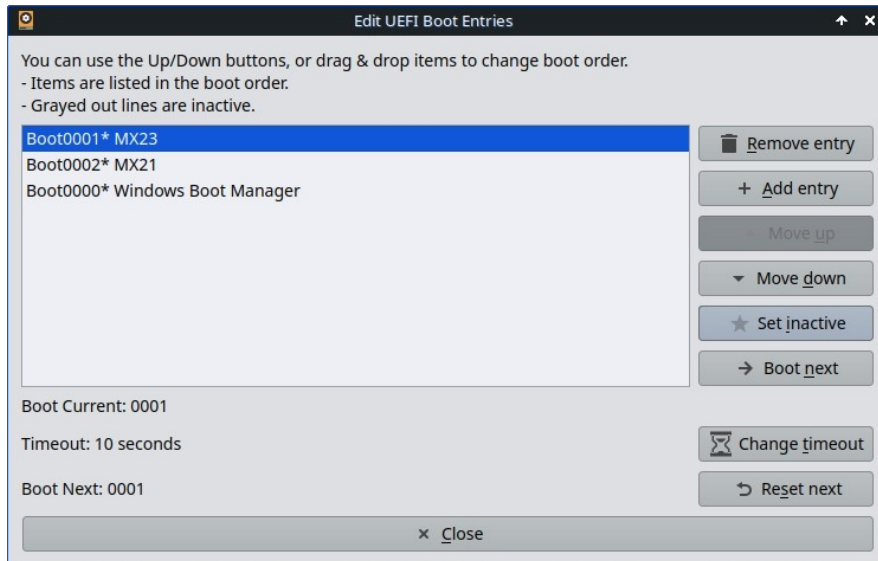 Edit UEFI Boot Entries
You can use the Up/Down buttons, or drag & drop items to change boot order.
- Items are listed in the boot order.
- Grayed out lines are inactive.
Boot0001* MX23
Boot0002* MX21
Boot0000* Windows Boot Manager
Remove entry
+ Add entry
Move up
Move down
Set inactive
Boot next
Boot Current: 0001
Timeout: 10 seconds
Change timeout
Boot Next: 0001
Reset next
Close